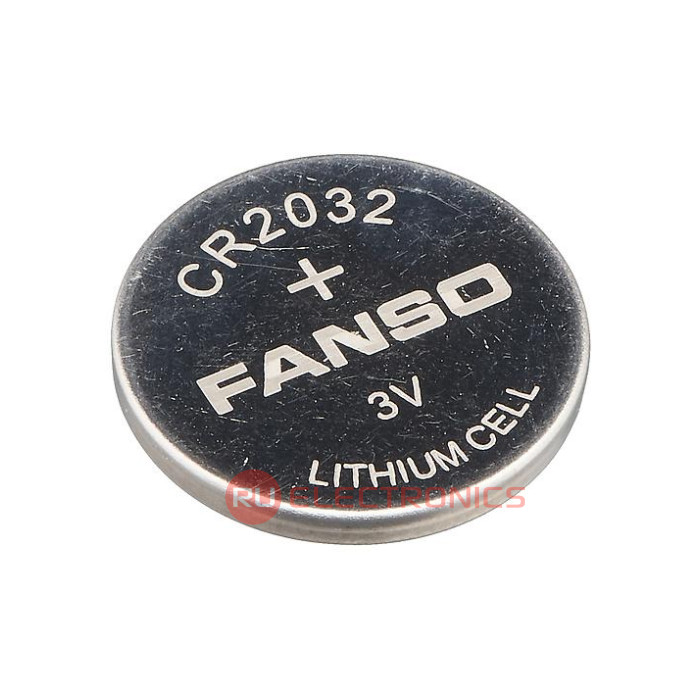 CR2032
+
FANSO
3V
LITHIUM CELL
RU ELECTRONICS